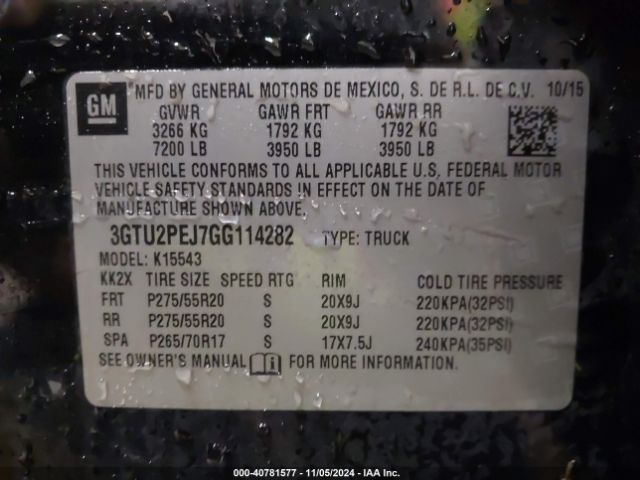 GM MFD BY GENERAL MOTORS DE MEXICO, S. DE R.L. DE C.V. 10/15
GVWR GAWR FRT GAWR RR
3266 KG 1792 KG 1792 KG
7200 LB 3950 LB 3950 LB
THIS VEHICLE CONFORMS TO ALL APPLICABLE U.S. FEDERAL MOTOR
VEHICLE SAFETY STANDARDS IN EFFECT ON THE DATE OF
MANUFACTURE SHOWN ABOVE.
3GTU2PEJ7GG114282 TYPE: TRUCK
MODEL: K15543
KK2X TIRE SIZE SPEED RTG RIM COLD TIRE PRESSURE
FRT P275/55R20 S 20X9J 220KPA(32PSI)
RR P275/55R20 S 20X9J 220KPA(32PSI)
SPA P265/70R17 S 17X7.5J 240KPA(35PSI)
SEE OWNER'S MANUAL FOR MORE INFORMATION.
000-40781577 - 11/05/2024 - IAA Inc.